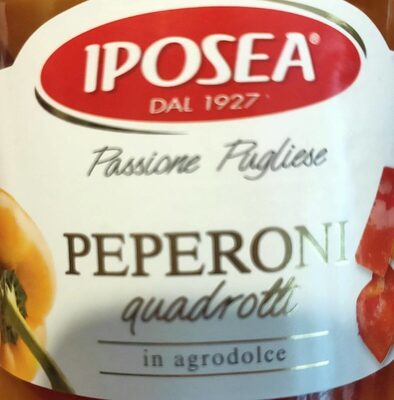 IPOSEA®
DAL 1927
Passione Pugliese
PEPERONI
quadrotti
in agrodolce